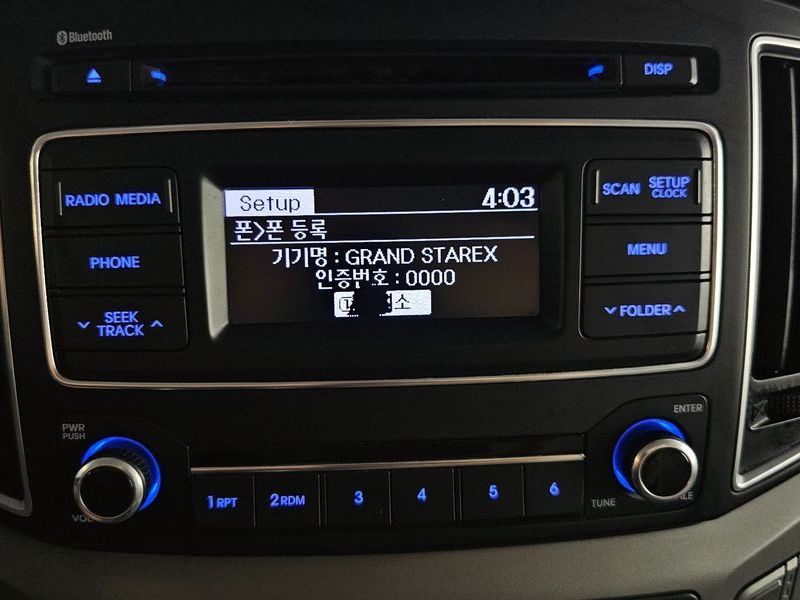 Bluetooth
DISP
RADIO MEDIA
PHONE
SEEK
TRACK
Setup 4:03
폰>폰 등록
기기명 : GRAND STAREX
인증번호 : 0000
소
SCAN SETUP
CLOCK
MENU
FOLDER
PWR
PUSH
VOL
1 RPT 2 RDM 3 4 5 6
ENTER
TUNE